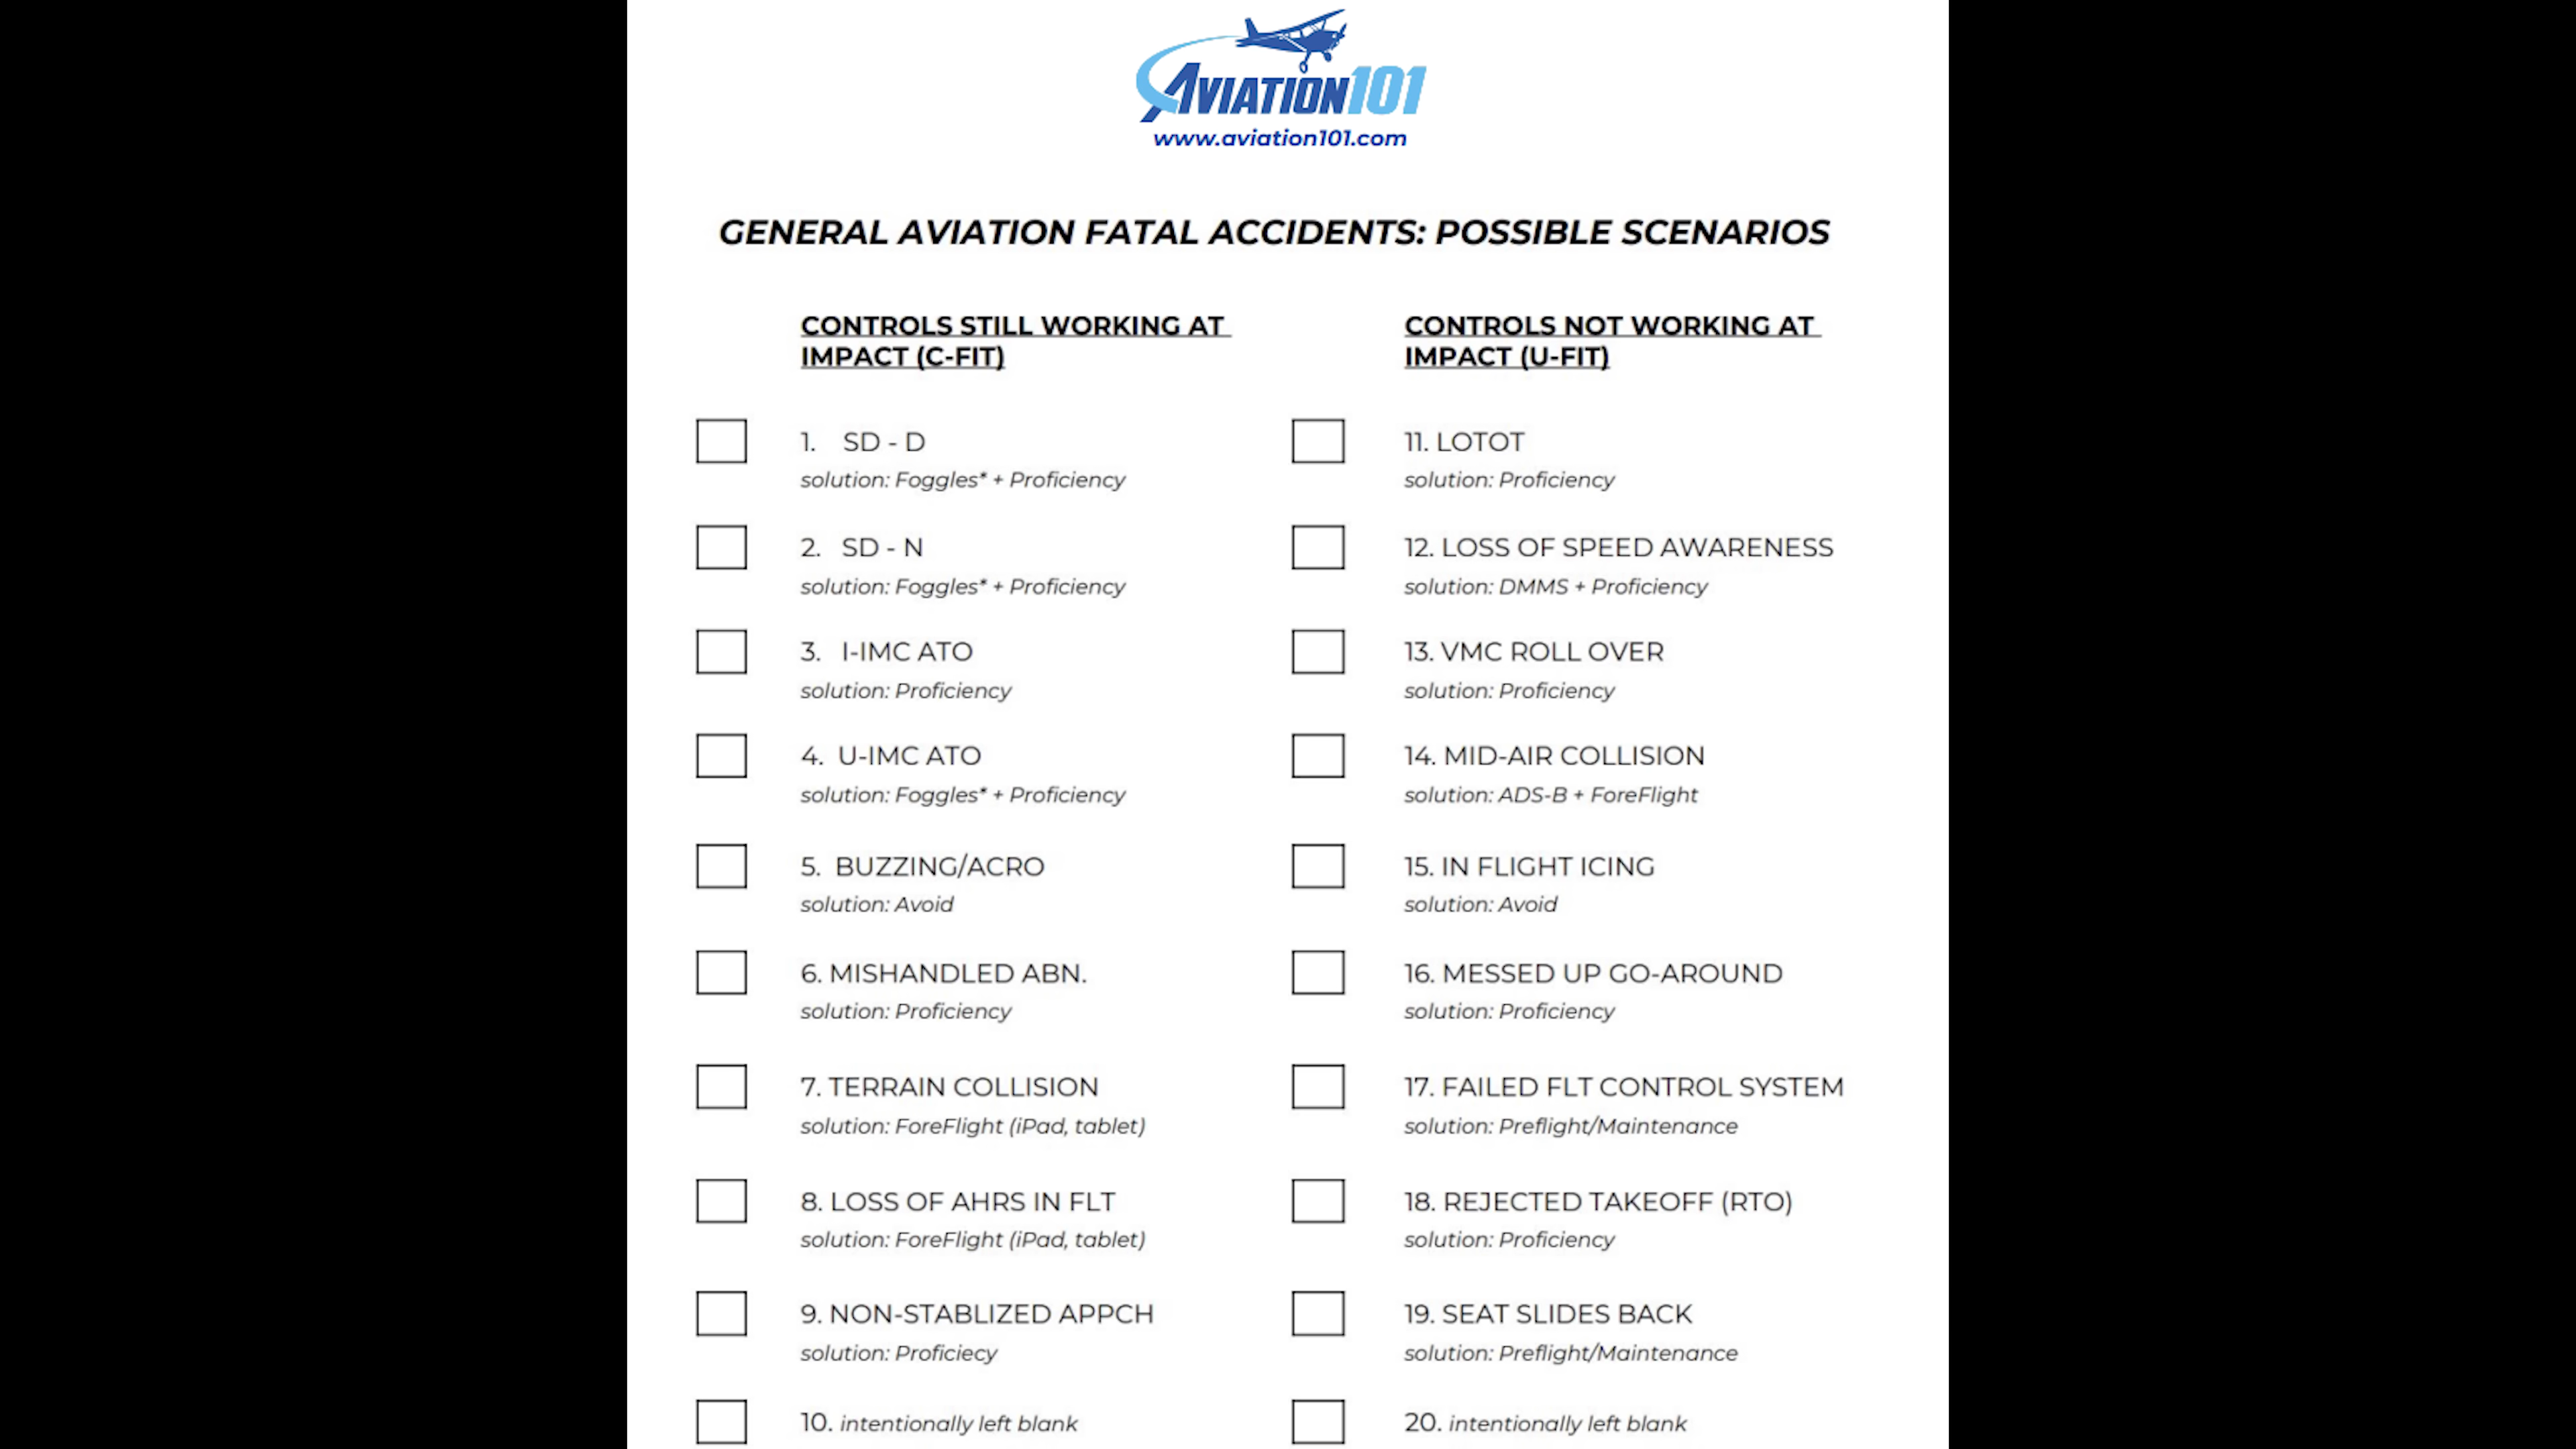 AVIATION101
www.aviation101.com
GENERAL AVIATION FATAL ACCIDENTS: POSSIBLE SCENARIOS
CONTROLS STILL WORKING AT
IMPACT (C-FIT)
1. SD - D
solution: Foggles* + Proficiency
2. SD - N
solution: Foggles* + Proficiency
3. I-IMC ATO
solution: Proficiency
4. U-IMC ATO
solution: Foggles* + Proficiency
5. BUZZING/ACRO
solution: Avoid
6. MISHANDLED ABN.
solution: Proficiency
7. TERRAIN COLLISION
solution: ForeFlight (iPad, tablet)
8. LOSS OF AHRS IN FLT
solution: ForeFlight (iPad, tablet)
9. NON-STABLIZED APPCH
solution: Proficiecy
10. intentionally left blank
CONTROLS NOT WORKING AT
IMPACT (U-FIT)
11. LOTOT
solution: Proficiency
12. LOSS OF SPEED AWARENESS
solution: DMMS + Proficiency
13. VMC ROLL OVER
solution: Proficiency
14. MID-AIR COLLISION
solution: ADS-B + ForeFlight
15. IN FLIGHT ICING
solution: Avoid
16. MESSED UP GO-AROUND
solution: Proficiency
17. FAILED FLT CONTROL SYSTEM
solution: Preflight/Maintenance
18. REJECTED TAKEOFF (RTO)
solution: Proficiency
19. SEAT SLIDES BACK
solution: Preflight/Maintenance
20. intentionally left blank